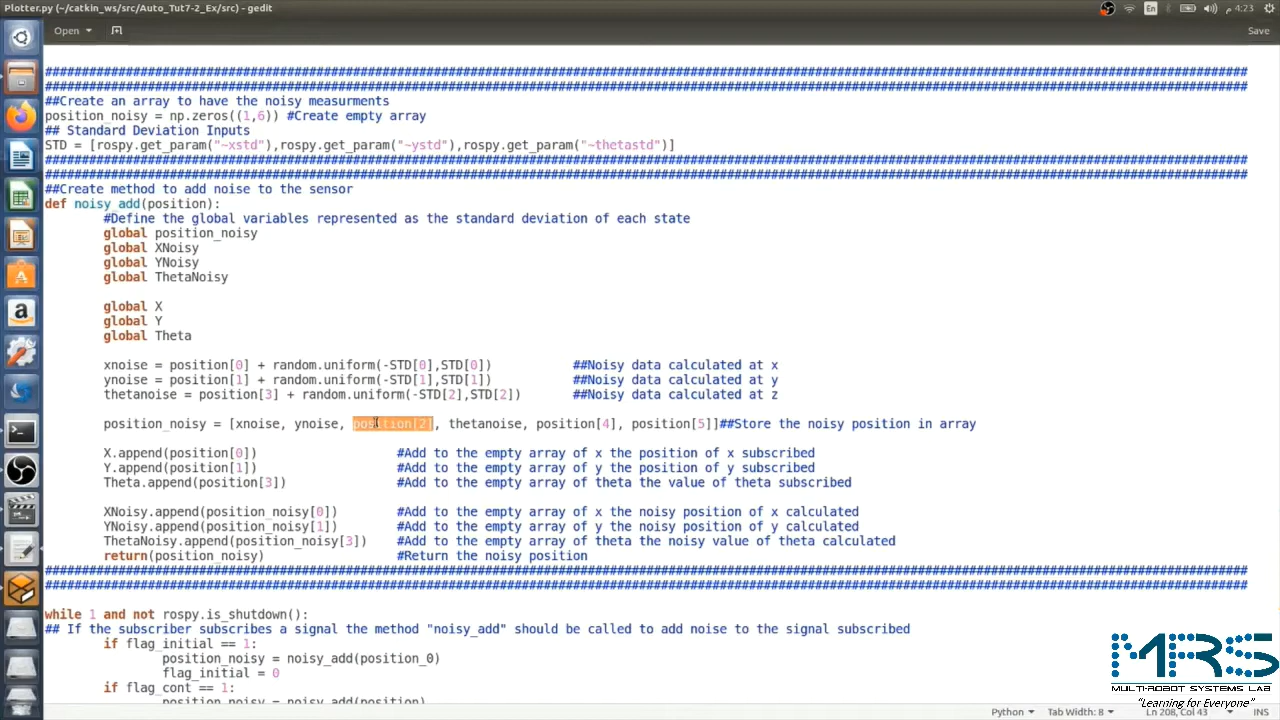 Plotter.py (~/catkin_ws/src/Auto_Tut7-2_Ex/src) - gedit
En
4:23
Open
Save
##################################################
##################################################
##Create an array to have the noisy measurments
position_noisy = np.zeros((1,6)) #Create empty array
## Standard Deviation Inputs
STD = [rospy.get_param("~xstd"),rospy.get_param("~ystd"),rospy.get_param("~thetastd")]
##################################################
##################################################
##Create method to add noise to the sensor
def noisy_add(position):
#Define the global variables represented as the standard deviation of each state
global position_noisy
global XNoisy
global YNoisy
global ThetaNoisy
global X
global Y
global Theta
xnoise = position[0] + random.uniform(-STD[0],STD[0]) ##Noisy data calculated at x
ynoise = position[1] + random.uniform(-STD[1],STD[1]) ##Noisy data calculated at y
thetanoise = position[3] + random.uniform(-STD[2],STD[2]) ##Noisy data calculated at z
position_noisy = [xnoise, ynoise, position[2], thetanoise, position[4], position[5]]##Store the noisy position in array
X.append(position[0]) #Add to the empty array of x the position of x subscribed
Y.append(position[1]) #Add to the empty array of y the position of y subscribed
Theta.append(position[3]) #Add to the empty array of theta the value of theta subscribed
XNoisy.append(position_noisy[0]) #Add to the empty array of x the noisy position of x calculated
YNoisy.append(position_noisy[1]) #Add to the empty array of y the noisy position of y calculated
ThetaNoisy.append(position_noisy[3]) #Add to the empty array of theta the noisy value of theta calculated
return(position_noisy) #Return the noisy position
##################################################
##################################################
while 1 and not rospy.is_shutdown():
## If the subscriber subscribes a signal the method "noisy_add" should be called to add noise to the signal subscribed
if flag_initial == 1:
position_noisy = noisy_add(position_0)
flag_initial = 0
if flag_cont == 1:
position_noisy = noisy_add(position)
MRS
MULTI-ROBOT SYSTEMS LAB
"Learning for Everyone"
Python Tab Width: 8 Ln 208, Col 43 INS